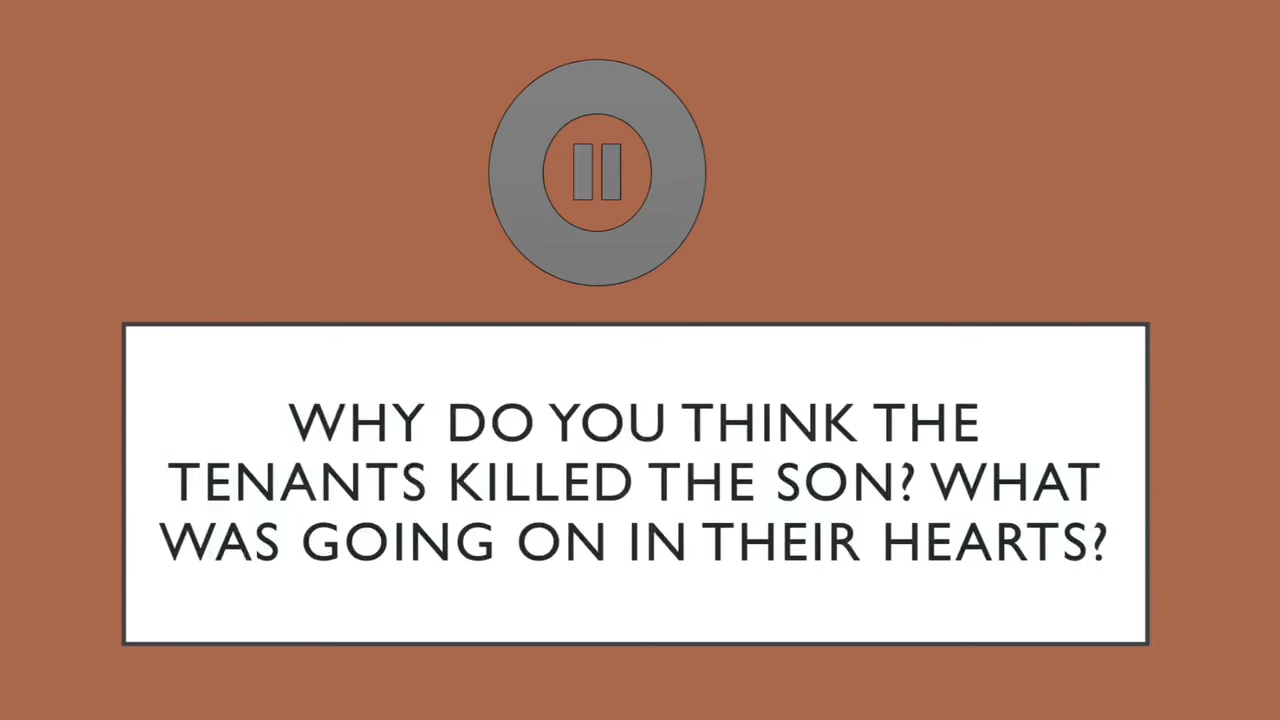 WHY DO YOU THINK THE
TENANTS KILLED THE SON? WHAT
WAS GOING ON IN THEIR HEARTS?